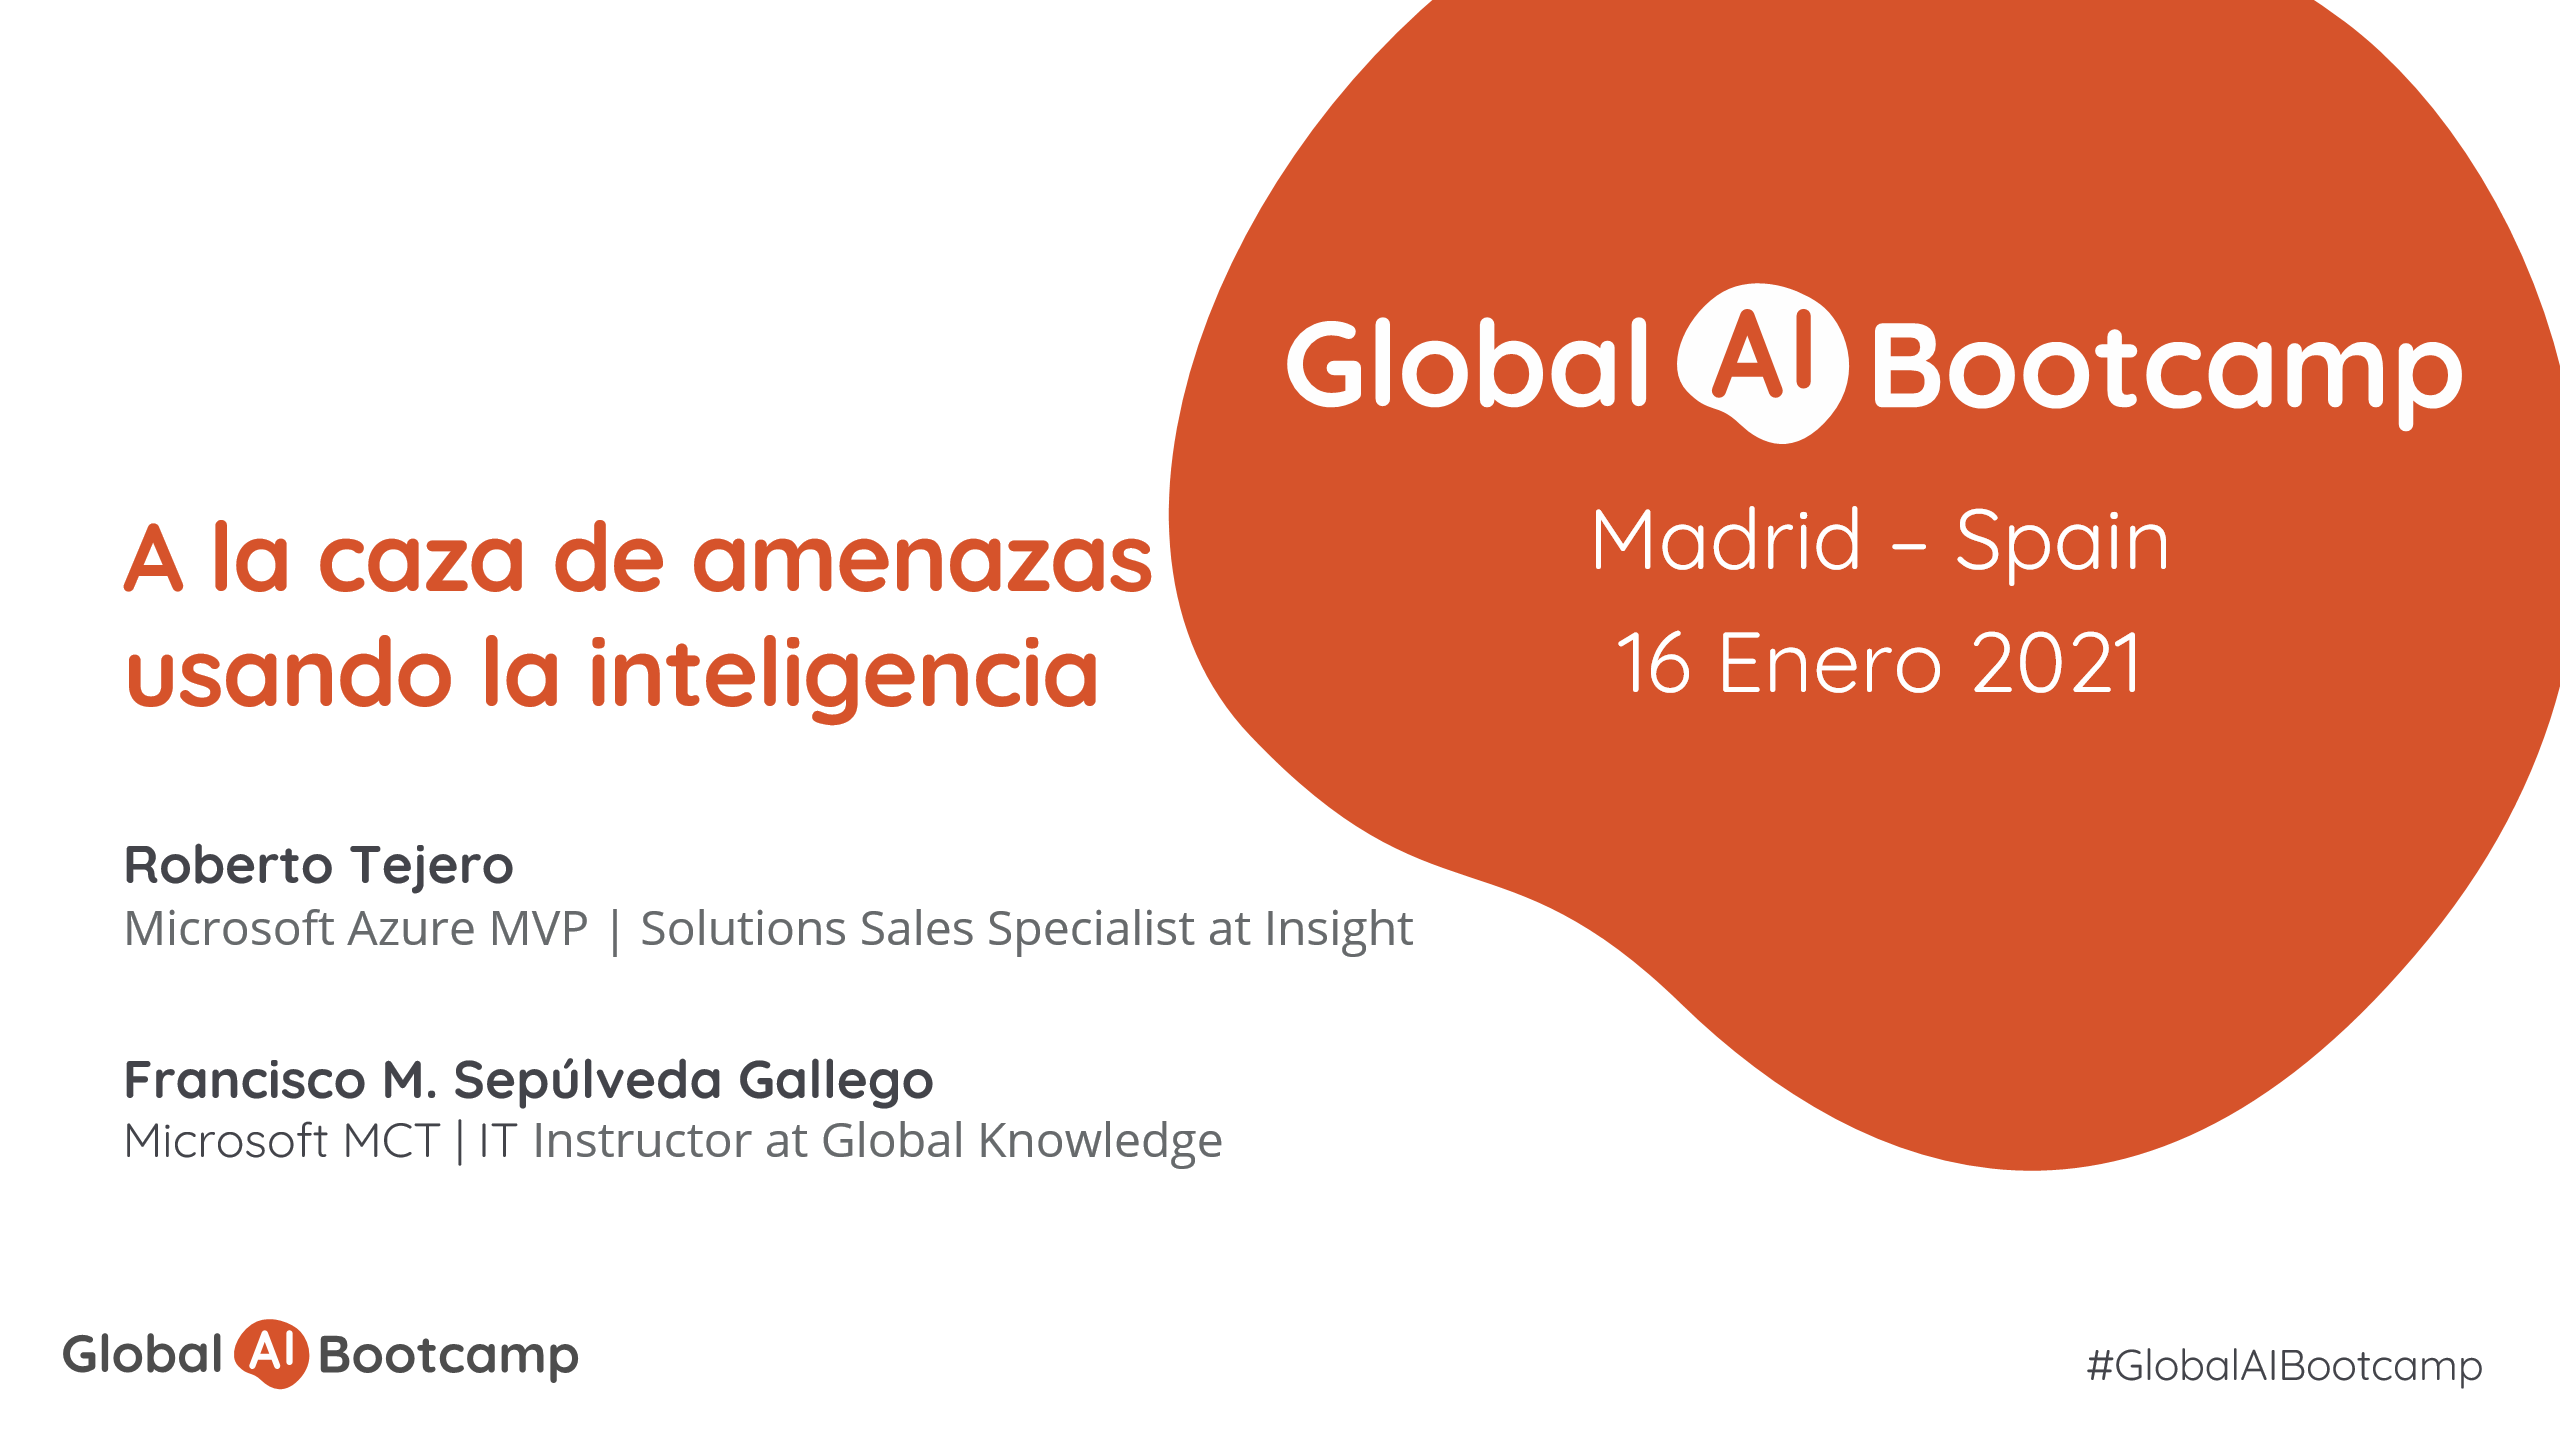 Global AI Bootcamp
Madrid – Spain
16 Enero 2021
A la caza de amenazas
usando la inteligencia
Roberto Tejero
Microsoft Azure MVP | Solutions Sales Specialist at Insight
Francisco M. Sepúlveda Gallego
Microsoft MCT | IT Instructor at Global Knowledge
Global AI Bootcamp
#GlobalAIBootcamp